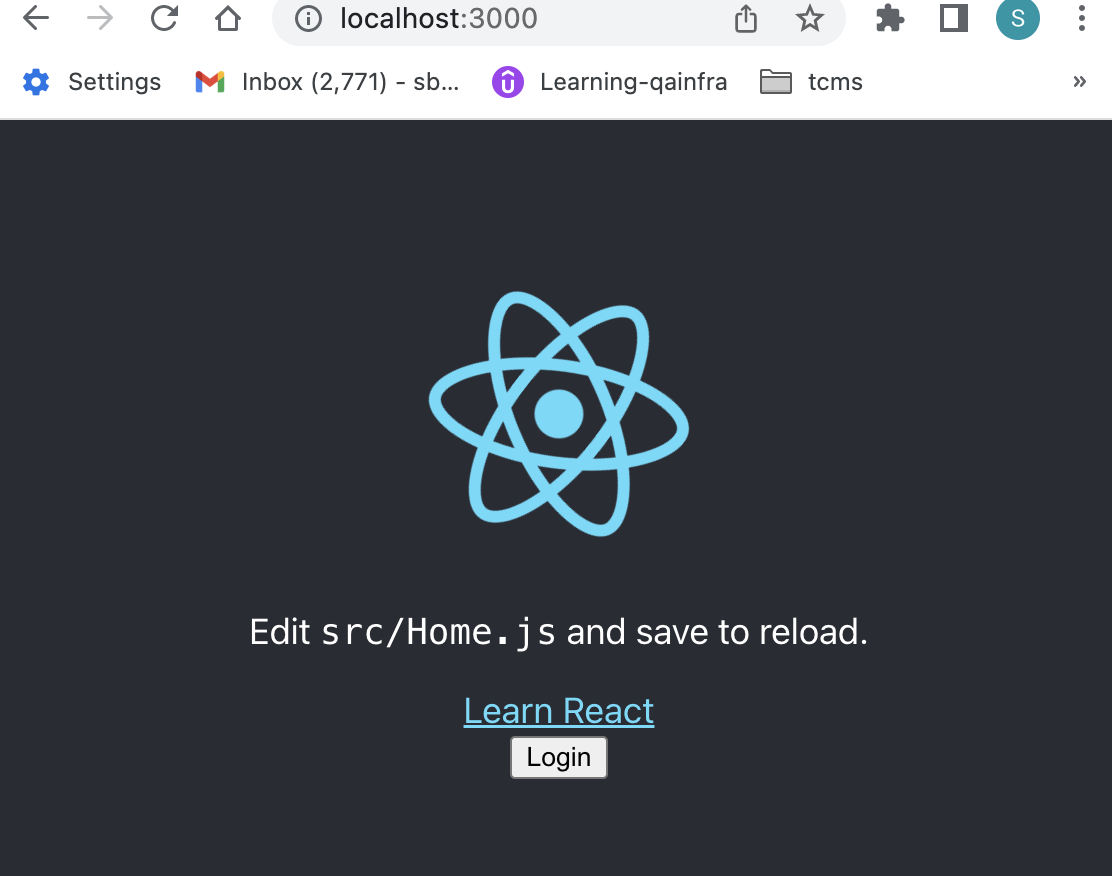 localhost:3000
S
Settings Inbox (2,771) - sb... Learning-qainfra tcms »
Edit src/Home.js and save to reload.
Learn React
Login